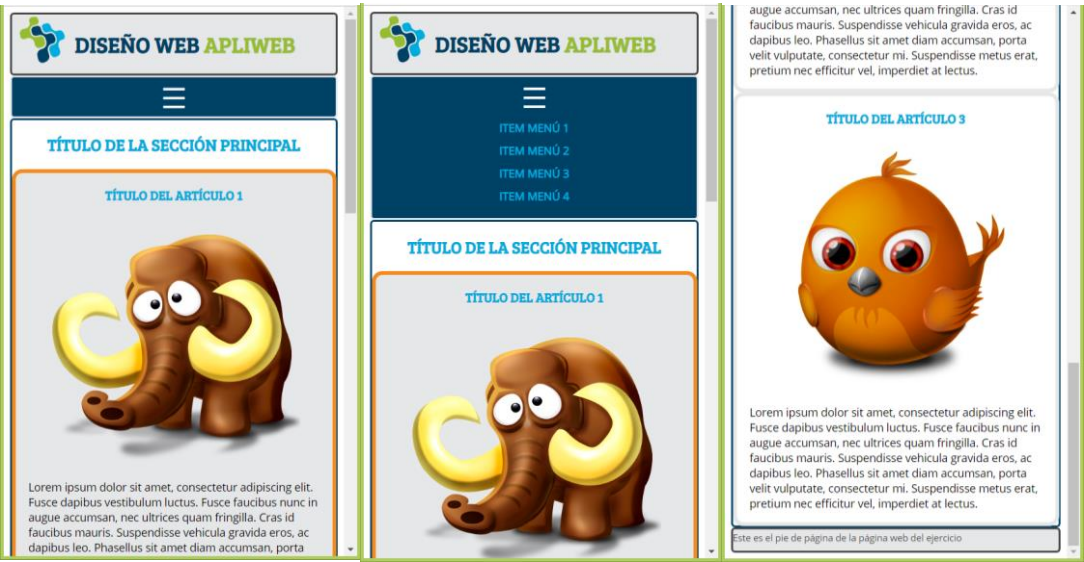 DISEÑO WEB APLIWEB
TÍTULO DE LA SECCIÓN PRINCIPAL
TÍTULO DEL ARTÍCULO 1
Lorem ipsum dolor sit amet, consectetur adipiscing elit.
Fusce dapibus vestibulum luctus. Fusce faucibus nunc in
augue accumsan, nec ultrices quam fringilla. Cras id
faucibus mauris. Suspendisse vehicula gravida eros, ac
dapibus leo. Phasellus sit amet diam accumsan, porta
DISEÑO WEB APLIWEB
ITEM MENÚ 1
ITEM MENÚ 2
ITEM MENÚ 3
ITEM MENÚ 4
TÍTULO DE LA SECCIÓN PRINCIPAL
TÍTULO DEL ARTÍCULO 1
augue accumsan, nec ultrices quam fringilla. Cras id
faucibus mauris. Suspendisse vehicula gravida eros, ac
dapibus leo. Phasellus sit amet diam accumsan, porta
velit vulputate, consectetur mi. Suspendisse metus erat,
pretium nec efficitur vel, imperdiet at lectus.
TÍTULO DEL ARTÍCULO 3
Lorem ipsum dolor sit amet, consectetur adipiscing elit.
Fusce dapibus vestibulum luctus. Fusce faucibus nunc in
augue accumsan, nec ultrices quam fringilla. Cras id
faucibus mauris. Suspendisse vehicula gravida eros, ac
dapibus leo. Phasellus sit amet diam accumsan, porta
velit vulputate, consectetur mi. Suspendisse metus erat,
pretium nec efficitur vel, imperdiet at lectus.
Este es el pie de página de la página web del ejercicio